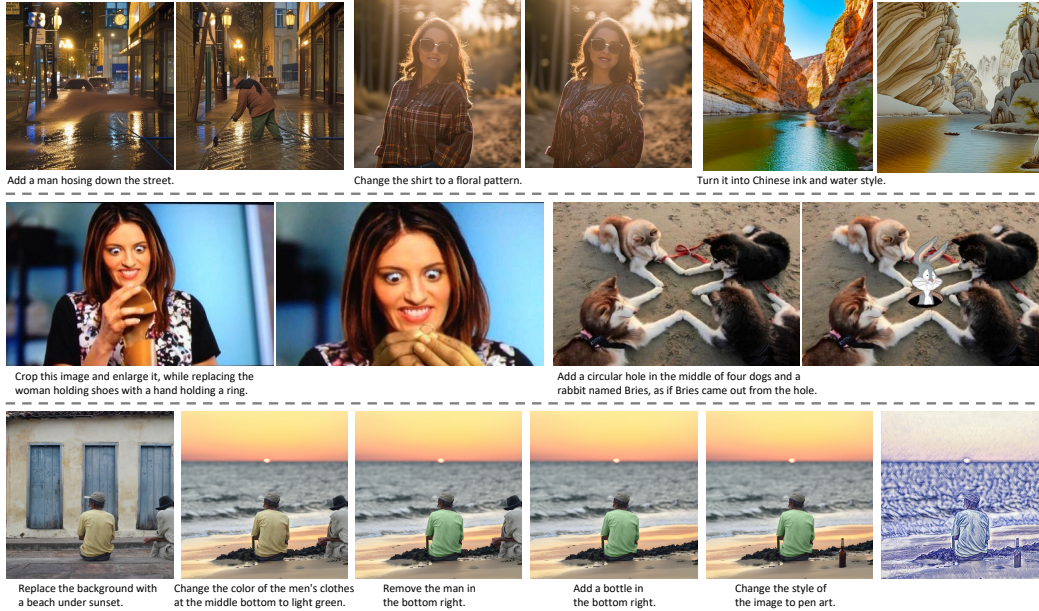 Add a man hosing down the street.
Change the shirt to a floral pattern.
Turn it into Chinese ink and water style.
Crop this image and enlarge it, while replacing the
woman holding shoes with a hand holding a ring.
Add a circular hole in the middle of four dogs and a
rabbit named Bries, as if Bries came out from the hole.
Replace the background with
a beach under sunset.
Change the color of the men's clothes
at the middle bottom to light green.
Remove the man in
the bottom right.
Add a bottle in
the bottom right.
Change the style of
the image to pen art.